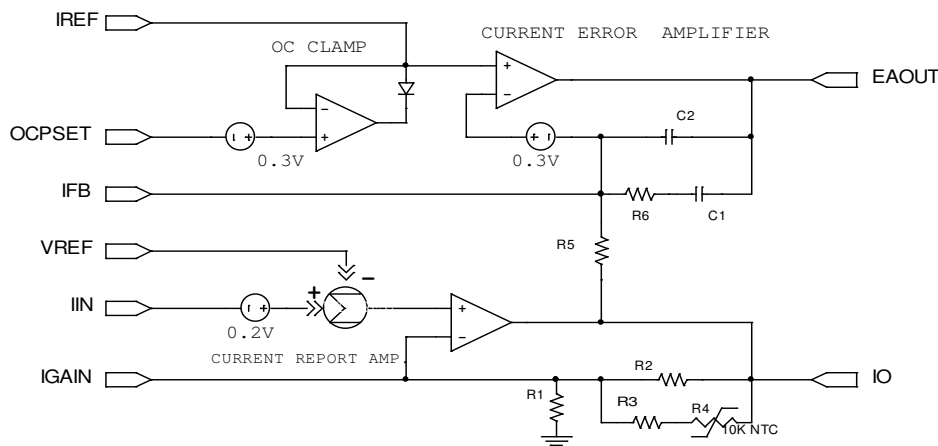 IREF
OC CLAMP
CURRENT ERROR AMPLIFIER
EAOUT
+
−
−
+
OCPSET
0.3V
0.3V
C2
IFB
R6
C1
VREF
R5
−
+
IIN
0.2V
+
−
CURRENT REPORT AMP.
IGAIN
R1
R2
IO
R3
R4
10K NTC